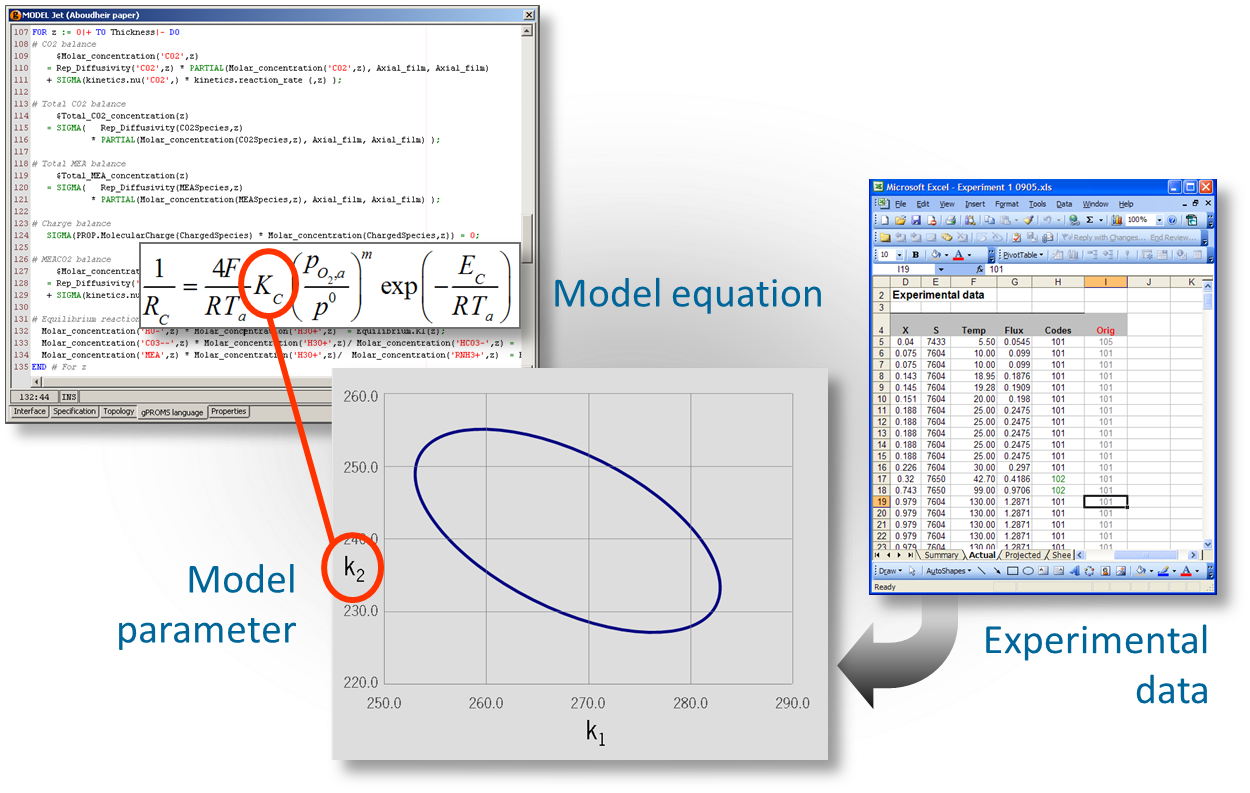 MODEL Jet (Aboudheir paper)
107 FOR z := 0|+ TO Thickness|- DO
108 # CO2 balance
109 $Molar_concentration('CO2',z)
110 = Rep_Diffusivity('CO2',z) * PARTIAL(Molar_concentration('CO2',z), Axial_film, Axial_film)
111 + SIGMA(kinetics.nu('CO2',) * kinetics.reaction_rate (,z) );
112
113 # Total CO2 balance
114 $Total_CO2_concentration(z)
115 = SIGMA( Rep_Diffusivity(CO2Species,z)
116 * PARTIAL(Molar_concentration(CO2Species,z), Axial_film, Axial_film) );
117
118 # Total MEA balance
119 $Total_MEA_concentration(z)
120 = SIGMA( Rep_Diffusivity(MEASpecies,z)
121 * PARTIAL(Molar_concentration(MEASpecies,z), Axial_film, Axial_film) );
122
123 # Charge balance
124 SIGMA(PROP.MolecularCharge(ChargedSpecies) * Molar_concentration(ChargedSpecies,z)) = 0;
125
126 # MEACO2 balance
127 $Molar_concentrat
128 = Rep_Diffusivity('
129 + SIGMA(kinetics.nu
130
131 # Equilibrium reaction
132 Molar_concentration('HO-',z) * Molar_concentration('H3O+',z) = Equilibrium.K1(z);
133 Molar_concentration('CO3--',z) * Molar_concentration('H3O+',z)/ Molar_concentration('HCO3-',z) =
134 Molar_concentration('MEA',z) * Molar_concentration('H3O+',z)/ Molar_concentration('RNH3+',z) =
135 END # For z
132:44 INS
Interface Specification Topology gPROMS language Properties
1/R_C = 4F/RT_a K_C (p_O2,a / p^0)^m exp(− E_C / RT_a)
Model equation
Microsoft Excel - Experiment 1 0905.xls
File Edit View Insert Format Tools Data Window Help
100%
Reply with Changes... End Review...
10 B PivotTable
I19 fx 101
D E F G H I J K
2 Experimental data
3
4 X S Temp Flux Codes Orig
5 0.04 7433 5.50 0.0545 101 105
6 0.075 7604 10.00 0.099 101 101
7 0.075 7604 10.00 0.099 101 101
8 0.143 7604 18.95 0.1876 101 101
9 0.145 7604 19.28 0.1909 101 101
10 0.151 7604 20.00 0.198 101 101
11 0.188 7604 25.00 0.2475 101 101
12 0.188 7604 25.00 0.2475 101 101
13 0.188 7604 25.00 0.2475 101 101
14 0.188 7604 25.00 0.2475 101 101
15 0.188 7604 25.00 0.2475 101 101
16 0.226 7604 30.00 0.297 101 101
17 0.32 7650 42.70 0.4186 102 101
18 0.743 7650 99.00 0.9706 102 101
19 0.979 7604 130.00 1.2871 101 101
20 0.979 7604 130.00 1.2871 101 101
21 0.979 7604 130.00 1.2871 101 101
22 0.979 7604 130.00 1.2871 101 101
23 0.979 7604 130.00 1.2871 101 101
Summary Actual Projected Shee
Draw AutoShapes
Ready
260.0
250.0
240.0
k2
230.0
220.0
250.0 260.0 270.0 280.0 290.0
k1
Model
parameter
Experimental
data